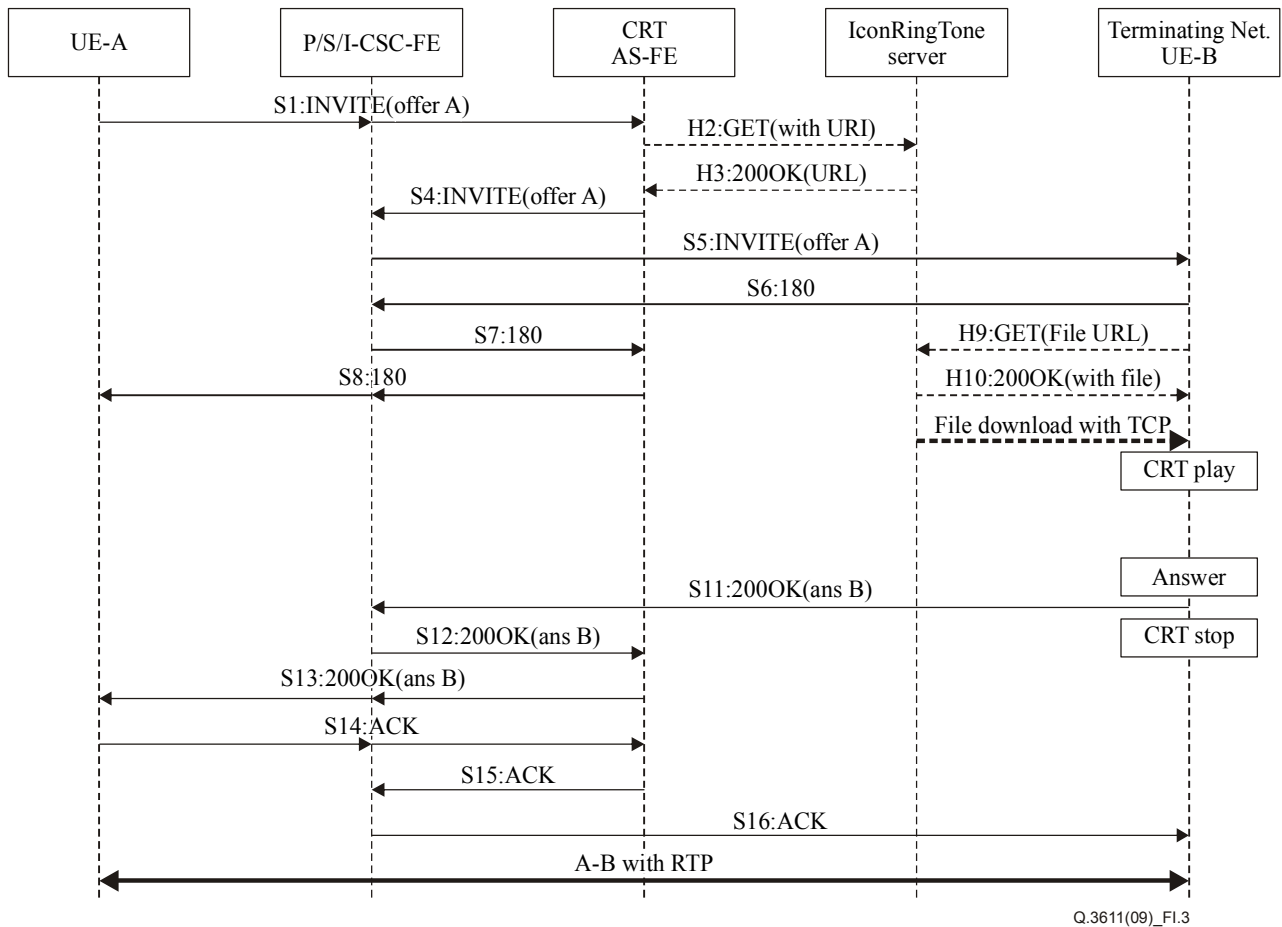 UE-A
P/S/I-CSC-FE
CRT
AS-FE
IconRingTone
server
Terminating Net.
UE-B
S1:INVITE(offer A)
H2:GET(with URI)
H3:200OK(URL)
S4:INVITE(offer A)
S5:INVITE(offer A)
S6:180
S7:180
H9:GET(File URL)
S8:180
H10:200OK(with file)
File download with TCP
CRT play
Answer
S11:200OK(ans B)
S12:200OK(ans B)
CRT stop
S13:200OK(ans B)
S14:ACK
S15:ACK
S16:ACK
A-B with RTP
Q.3611(09)_FI.3